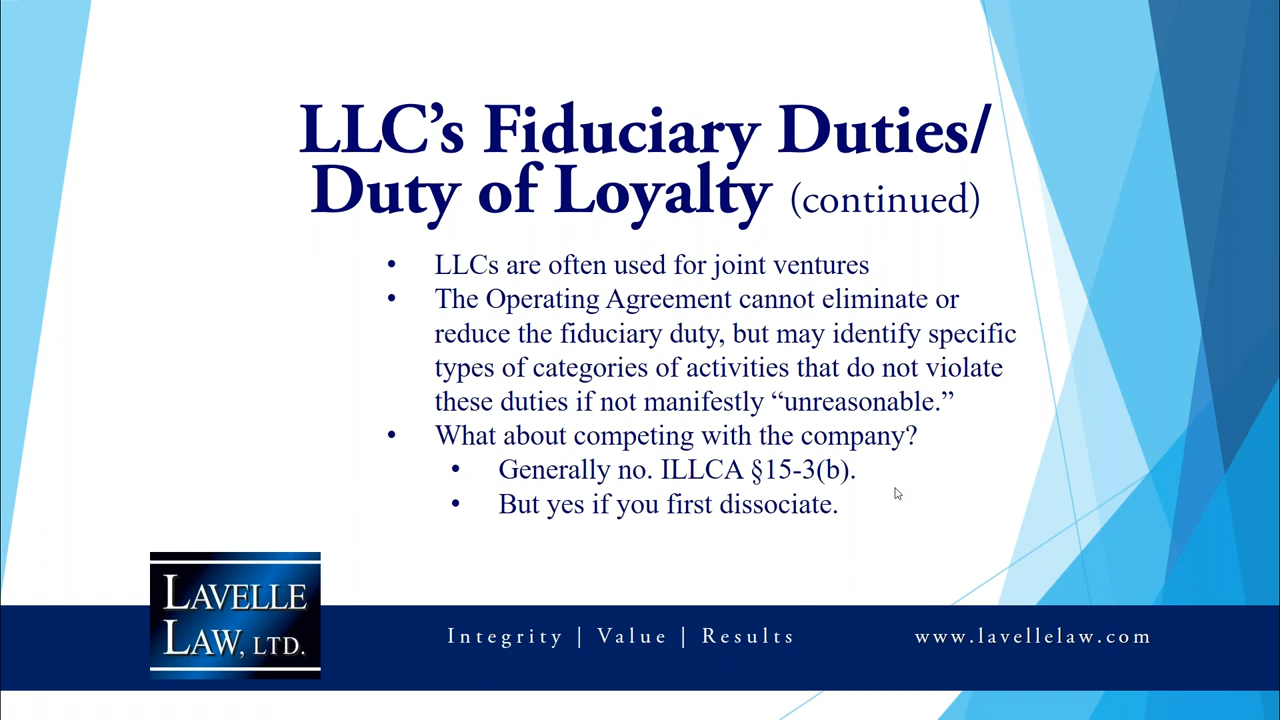 LLC’s Fiduciary Duties/
Duty of Loyalty (continued)
• LLCs are often used for joint ventures
• The Operating Agreement cannot eliminate or
reduce the fiduciary duty, but may identify specific
types of categories of activities that do not violate
these duties if not manifestly “unreasonable.”
• What about competing with the company?
• Generally no. ILLCA §15-3(b).
• But yes if you first dissociate.
LAVELLE
LAW, LTD.
Integrity | Value | Results
www.lavellelaw.com